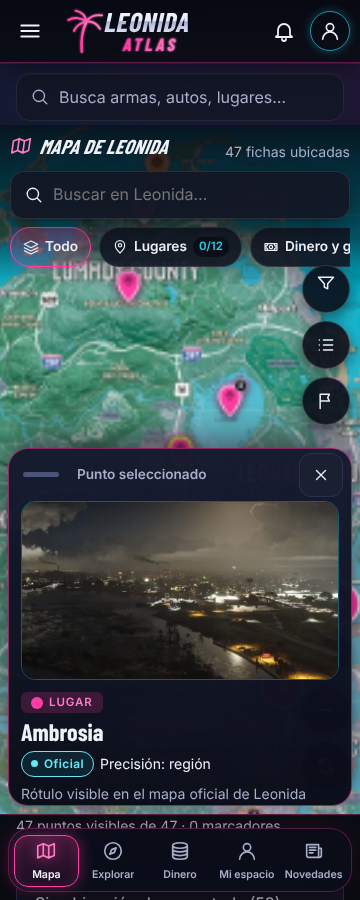 LEONIDA
ATLAS
Busca armas, autos, lugares...
MAPA DE LEONIDA
47 fichas ubicadas
Buscar en Leonida...
Todo
Lugares 0/12
Dinero y g
COUNTY
Punto seleccionado
LUGAR
Ambrosia
Oficial
Precisión: región
Rótulo visible en el mapa oficial de Leonida
47 puntos visibles de 47 · 0 marcadores
Mapa
Explorar
Dinero
Mi espacio
Novedades